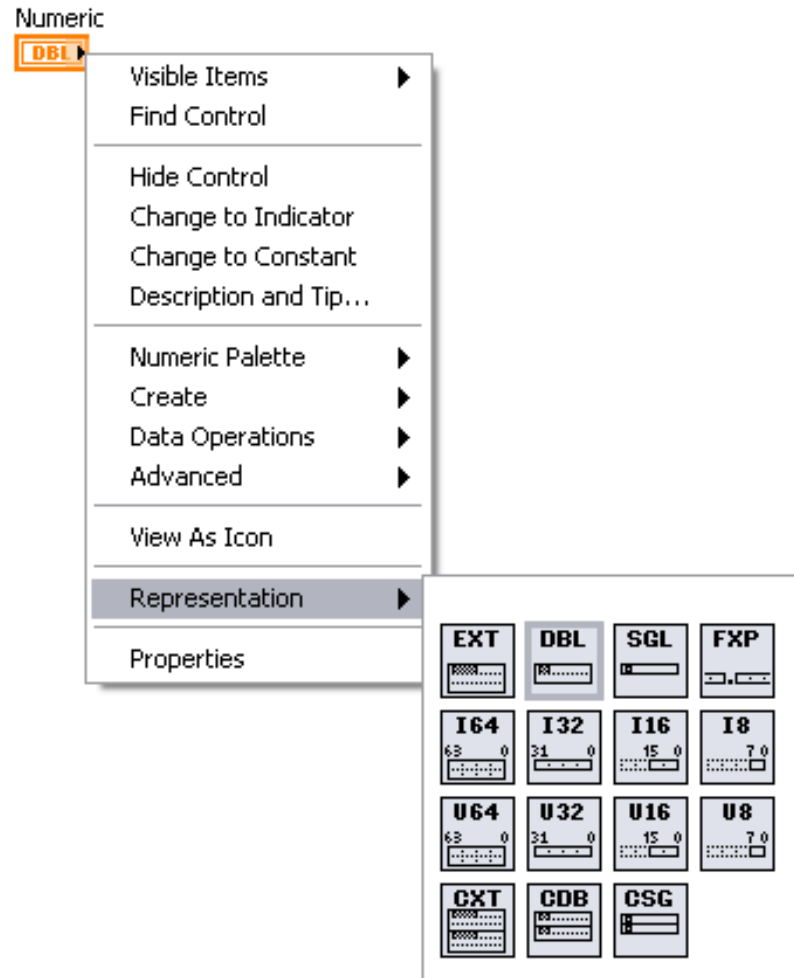 Numeric
DBL
Visible Items
Find Control
Hide Control
Change to Indicator
Change to Constant
Description and Tip...
Numeric Palette
Create
Data Operations
Advanced
View As Icon
Representation
Properties
EXT DBL SGL FXP
I64 I32 I16 I8
63 0 31 0 15 0 7 0
U64 U32 U16 U8
63 0 31 0 15 0 7 0
CXT CDB CSG